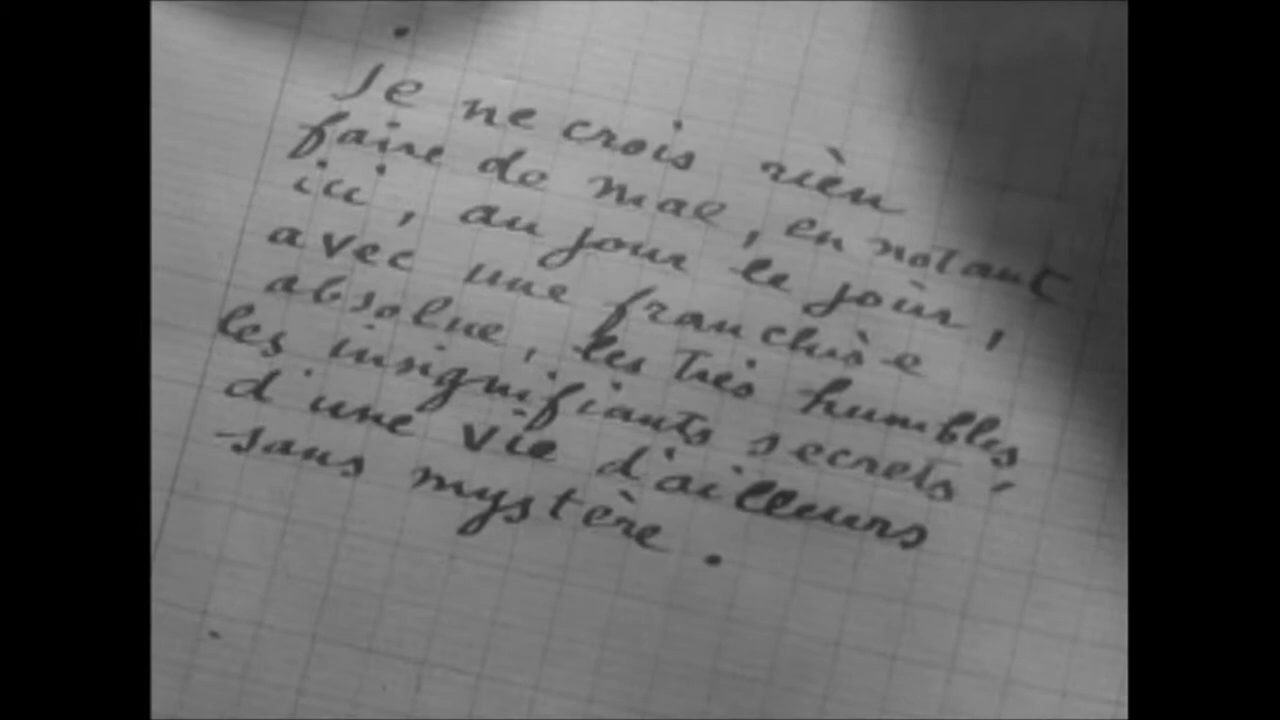 Je ne crois rien
faire de mal, en notant
ici, au jour le jour,
avec une franchise
absolue, les très humbles,
les insignifiants secrets
d'une vie d'ailleurs
sans mystère.